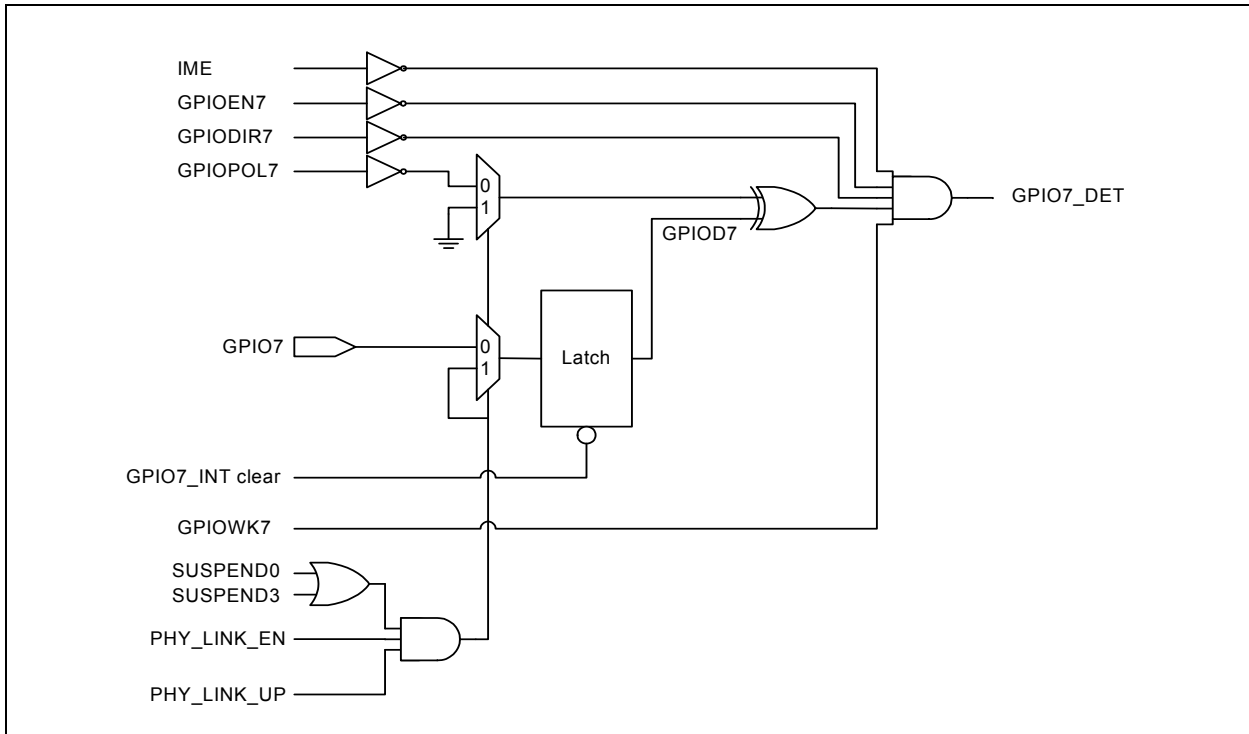 IME
GPIOEN7
GPIODIR7
GPIOPOL7
0
1
GPIO7_DET
GPIOD7
GPIO7
0
1
Latch
GPIO7_INT clear
GPIOWK7
SUSPEND0
SUSPEND3
PHY_LINK_EN
PHY_LINK_UP